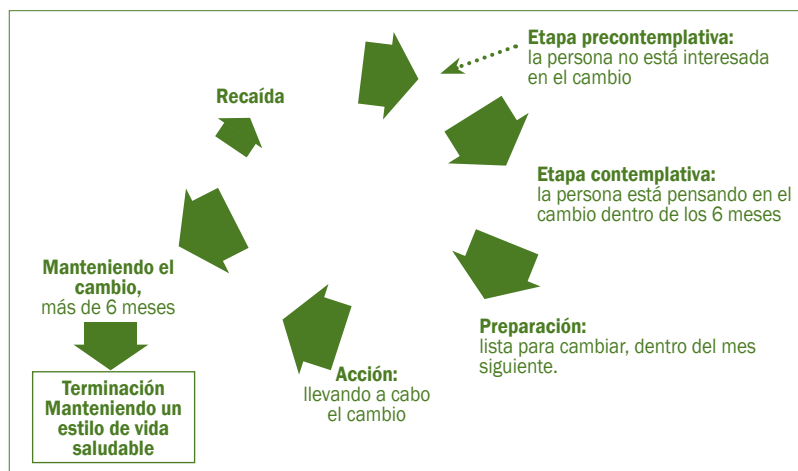 Etapa precontemplativa:
la persona no está interesada
en el cambio
Recaída
Etapa contemplativa:
la persona está pensando en el
cambio dentro de los 6 meses
Manteniendo el
cambio,
más de 6 meses
Preparación:
lista para cambiar, dentro del mes
siguiente.
Acción:
llevando a cabo
el cambio
Terminación
Manteniendo un
estilo de vida
saludable